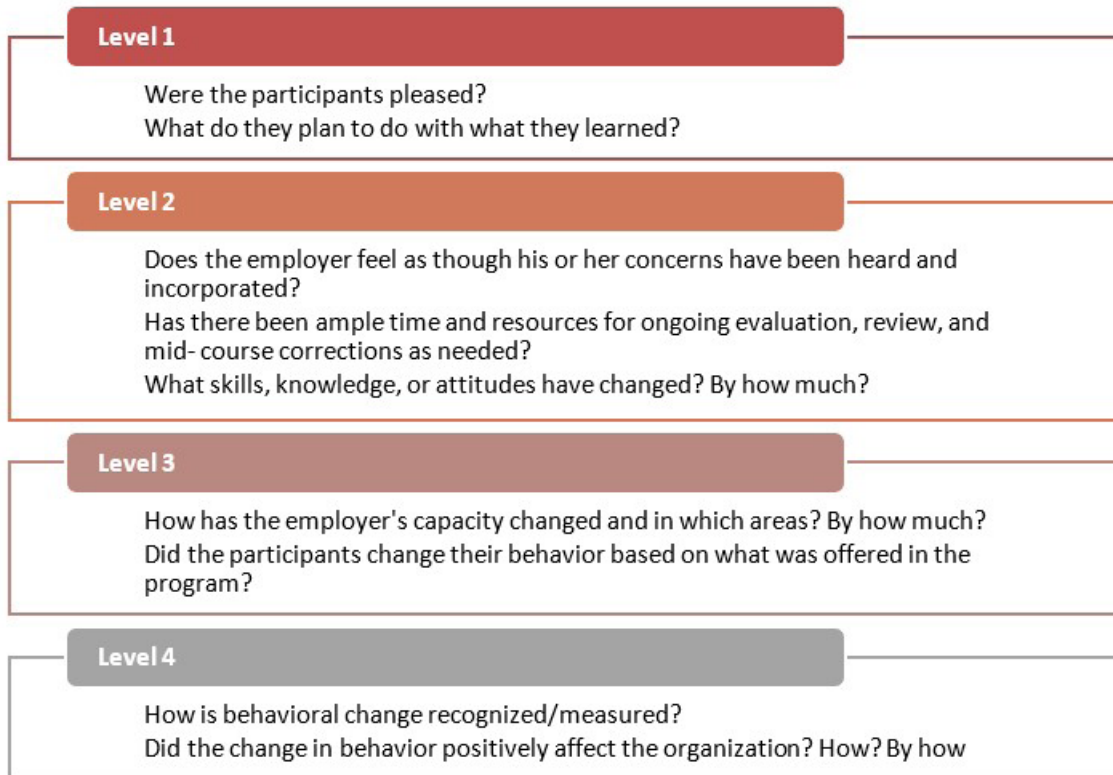 Level 1
Were the participants pleased?
What do they plan to do with what they learned?
Level 2
Does the employer feel as though his or her concerns have been heard and
incorporated?
Has there been ample time and resources for ongoing evaluation, review, and
mid- course corrections as needed?
What skills, knowledge, or attitudes have changed? By how much?
Level 3
How has the employer's capacity changed and in which areas? By how much?
Did the participants change their behavior based on what was offered in the
program?
Level 4
How is behavioral change recognized/measured?
Did the change in behavior positively affect the organization? How? By how